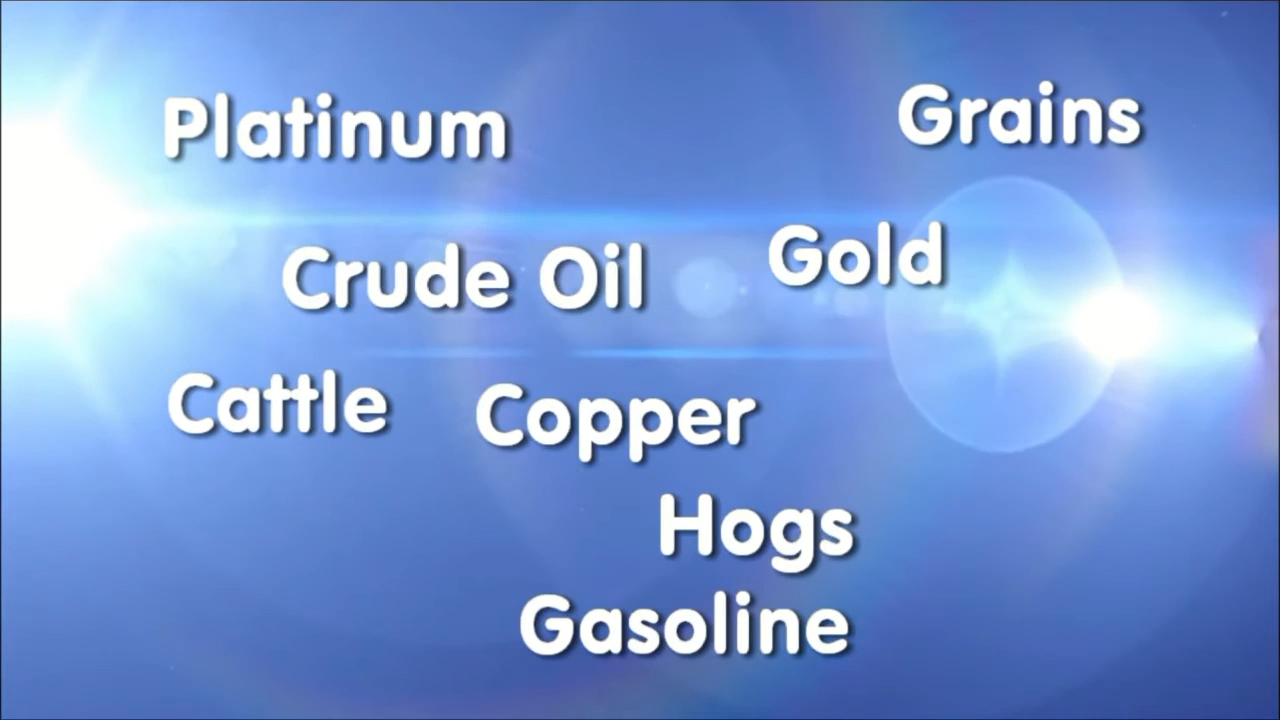 Platinum
Grains
Crude Oil
Gold
Cattle
Copper
Hogs
Gasoline